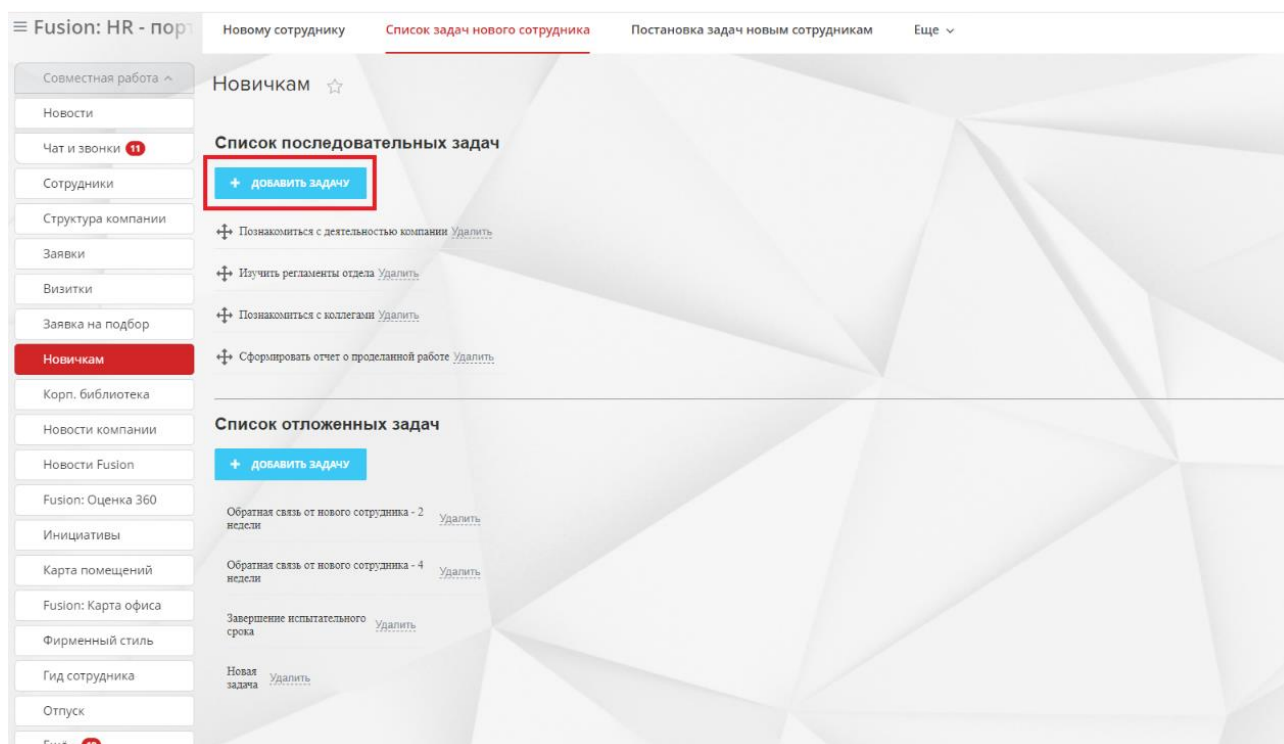 Fusion: HR - порт
Новому сотруднику
Список задач нового сотрудника
Постановка задач новым сотрудникам
Еще
Совместная работа
Новости
Чат и звонки 11
Сотрудники
Структура компании
Заявки
Визитки
Заявка на подбор
Новичкам
Корп. библиотека
Новости компании
Новости Fusion
Fusion: Оценка 360
Инициативы
Карта помещений
Fusion: Карта офиса
Фирменный стиль
Гид сотрудника
Отпуск
Новичкам
Список последовательных задач
+ ДОБАВИТЬ ЗАДАЧУ
Познакомиться с деятельностью компании Удалить
Изучить регламенты отдела Удалить
Познакомиться с коллегами Удалить
Сформировать отчет о проделанной работе Удалить
Список отложенных задач
+ ДОБАВИТЬ ЗАДАЧУ
Обратная связь от нового сотрудника - 2
недели
Удалить
Обратная связь от нового сотрудника - 4
недели
Удалить
Завершение испытательного
срока
Удалить
Новая
задача
Удалить